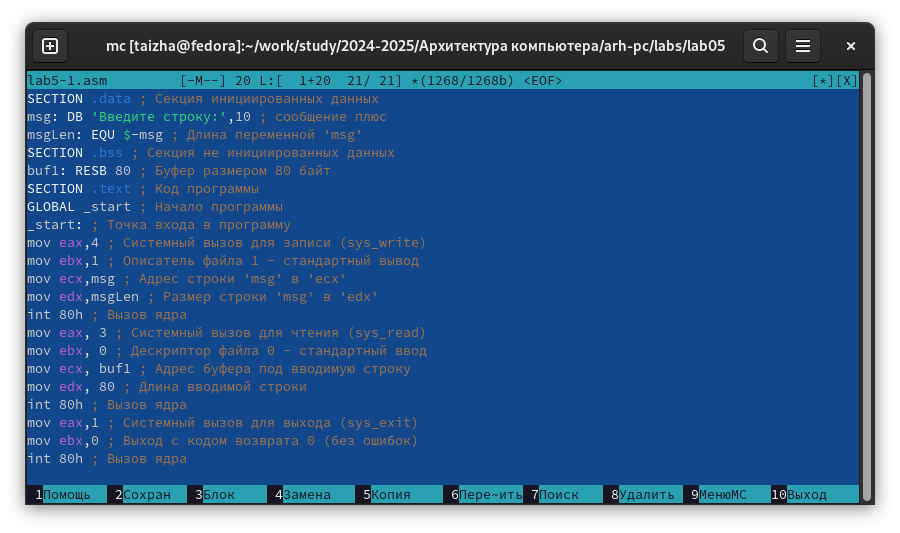 mc [taizha@fedora]:~/work/study/2024-2025/Архитектура компьютера/arh-pc/labs/lab05
lab5-1.asm [-M--] 20 L:[ 1+20 21/ 21] *(1268/1268b) <EOF> [*][X]
SECTION .data ; Секция инициированных данных
msg: DB 'Введите строку:',10 ; сообщение плюс
msgLen: EQU $-msg ; Длина переменной 'msg'
SECTION .bss ; Секция не инициированных данных
buf1: RESB 80 ; Буфер размером 80 байт
SECTION .text ; Код программы
GLOBAL _start ; Начало программы
_start: ; Точка входа в программу
mov eax,4 ; Системный вызов для записи (sys_write)
mov ebx,1 ; Описатель файла 1 - стандартный вывод
mov ecx,msg ; Адрес строки 'msg' в 'ecx'
mov edx,msgLen ; Размер строки 'msg' в 'edx'
int 80h ; Вызов ядра
mov eax, 3 ; Системный вызов для чтения (sys_read)
mov ebx, 0 ; Дескриптор файла 0 - стандартный ввод
mov ecx, buf1 ; Адрес буфера под вводимую строку
mov edx, 80 ; Длина вводимой строки
int 80h ; Вызов ядра
mov eax,1 ; Системный вызов для выхода (sys_exit)
mov ebx,0 ; Выход с кодом возврата 0 (без ошибок)
int 80h ; Вызов ядра
1Помощь 2Сохран 3Блок 4Замена 5Копия 6Пере~ить 7Поиск 8Удалить 9МенюМС 10Выход